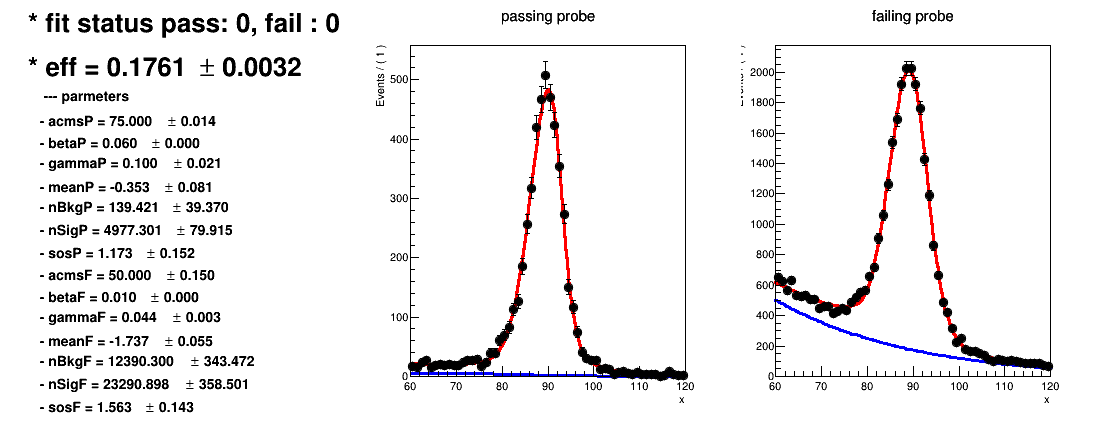 * fit status pass: 0, fail : 0
* eff = 0.1761 ± 0.0032
--- parmeters
- acmsP = 75.000 ± 0.014
- betaP = 0.060 ± 0.000
- gammaP = 0.100 ± 0.021
- meanP = -0.353 ± 0.081
- nBkgP = 139.421 ± 39.370
- nSigP = 4977.301 ± 79.915
- sosP = 1.173 ± 0.152
- acmsF = 50.000 ± 0.150
- betaF = 0.010 ± 0.000
- gammaF = 0.044 ± 0.003
- meanF = -1.737 ± 0.055
- nBkgF = 12390.300 ± 343.472
- nSigF = 23290.898 ± 358.501
- sosF = 1.563 ± 0.143
passing probe
Events / ( 1 )
500
400
300
200
100
0
60 70 80 90 100 110 120
x
failing probe
2000
1800
1600
1400
1200
1000
800
600
400
200
0
60 70 80 90 100 110 120
x